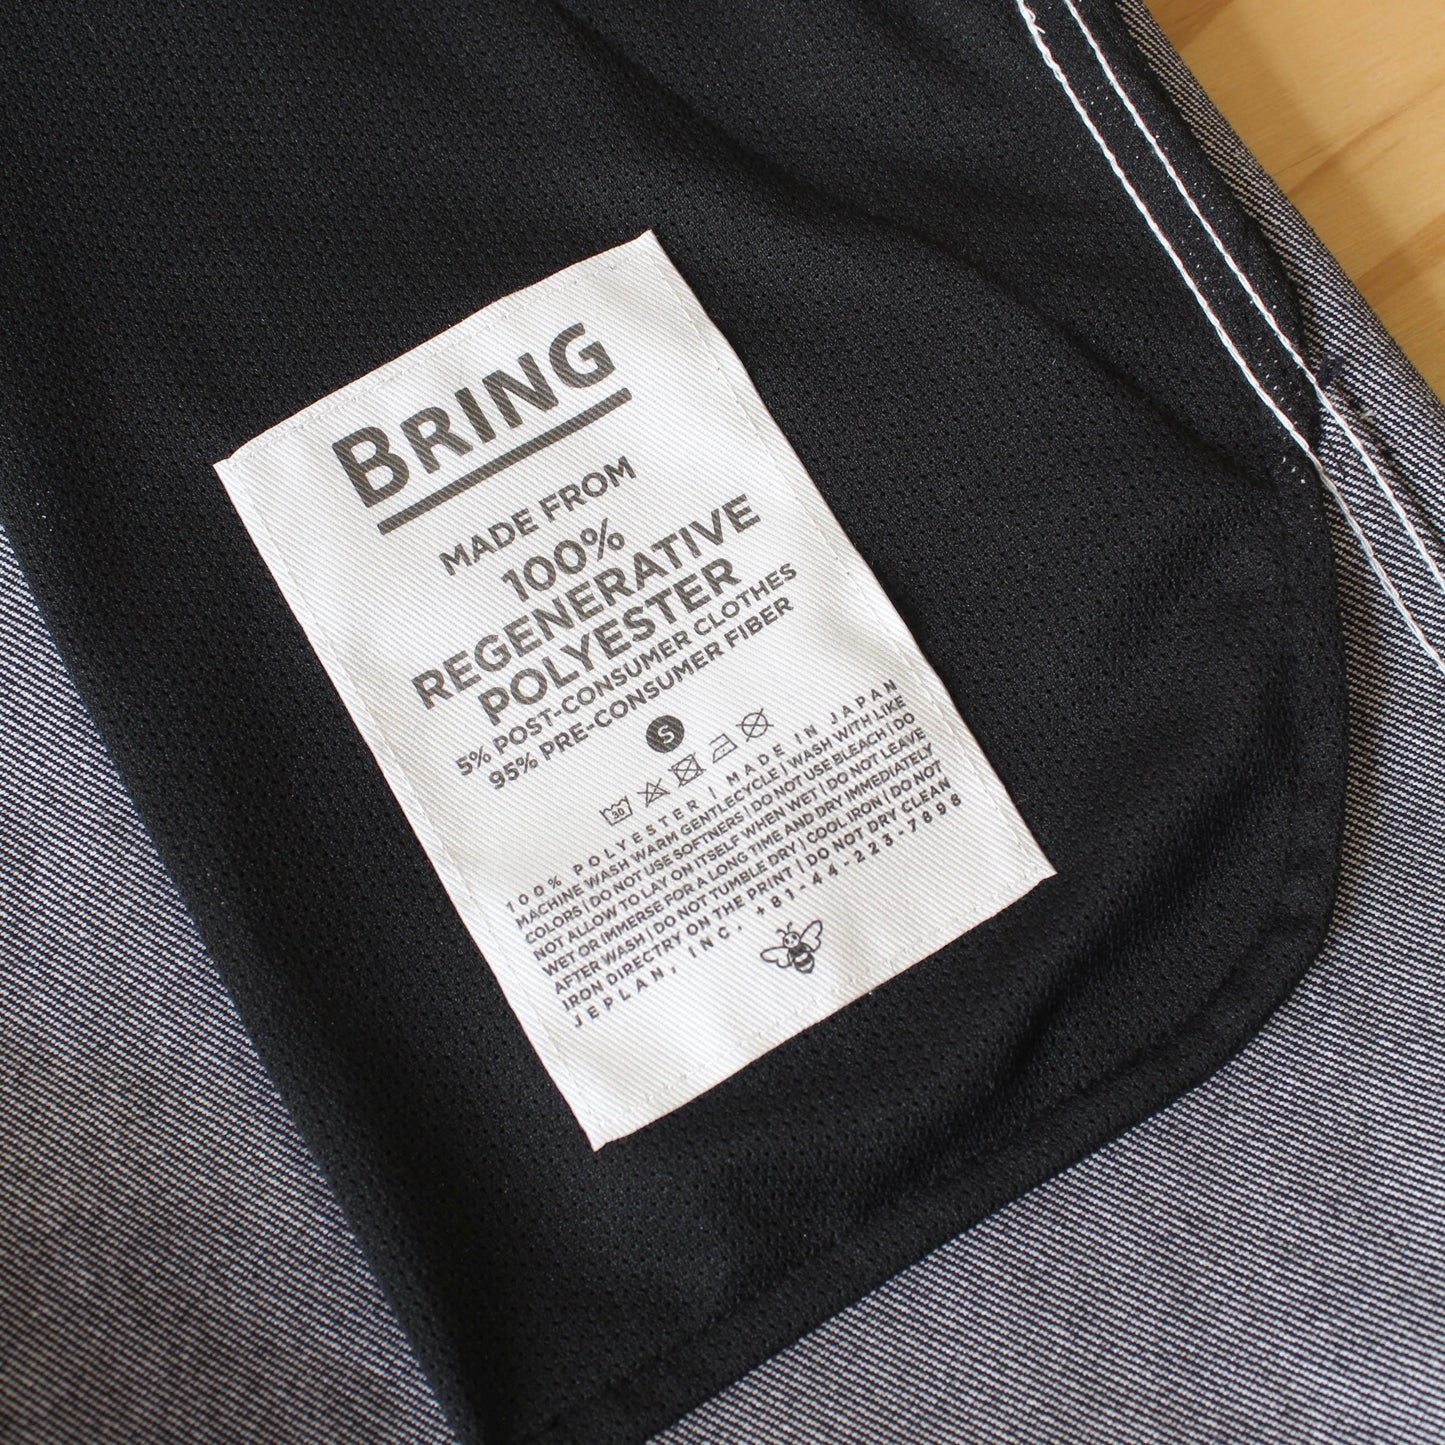 BRING
MADE FROM
100%
REGENERATIVE
POLYESTER
5% POST-CONSUMER CLOTHES
95% PRE-CONSUMER FIBER
S
30
100% POLYESTER | MADE IN JAPAN
MACHINE WASH WARM GENTLECYCLE | WASH WITH LIKE
COLORS | DO NOT USE SOFTNERS | DO NOT USE BLEACH | DO
NOT ALLOW TO LAY ON ITSELF WHEN WET | DO NOT LEAVE
WET OR IMMERSE FOR A LONG TIME AND DRY IMMEDIATELY
AFTER WASH | DO NOT TUMBLE DRY | COOL IRON | DO NOT
IRON DIRECTRY ON THE PRINT | DO NOT DRY CLEAN
JEPLAN, INC. +81-44-223-7898